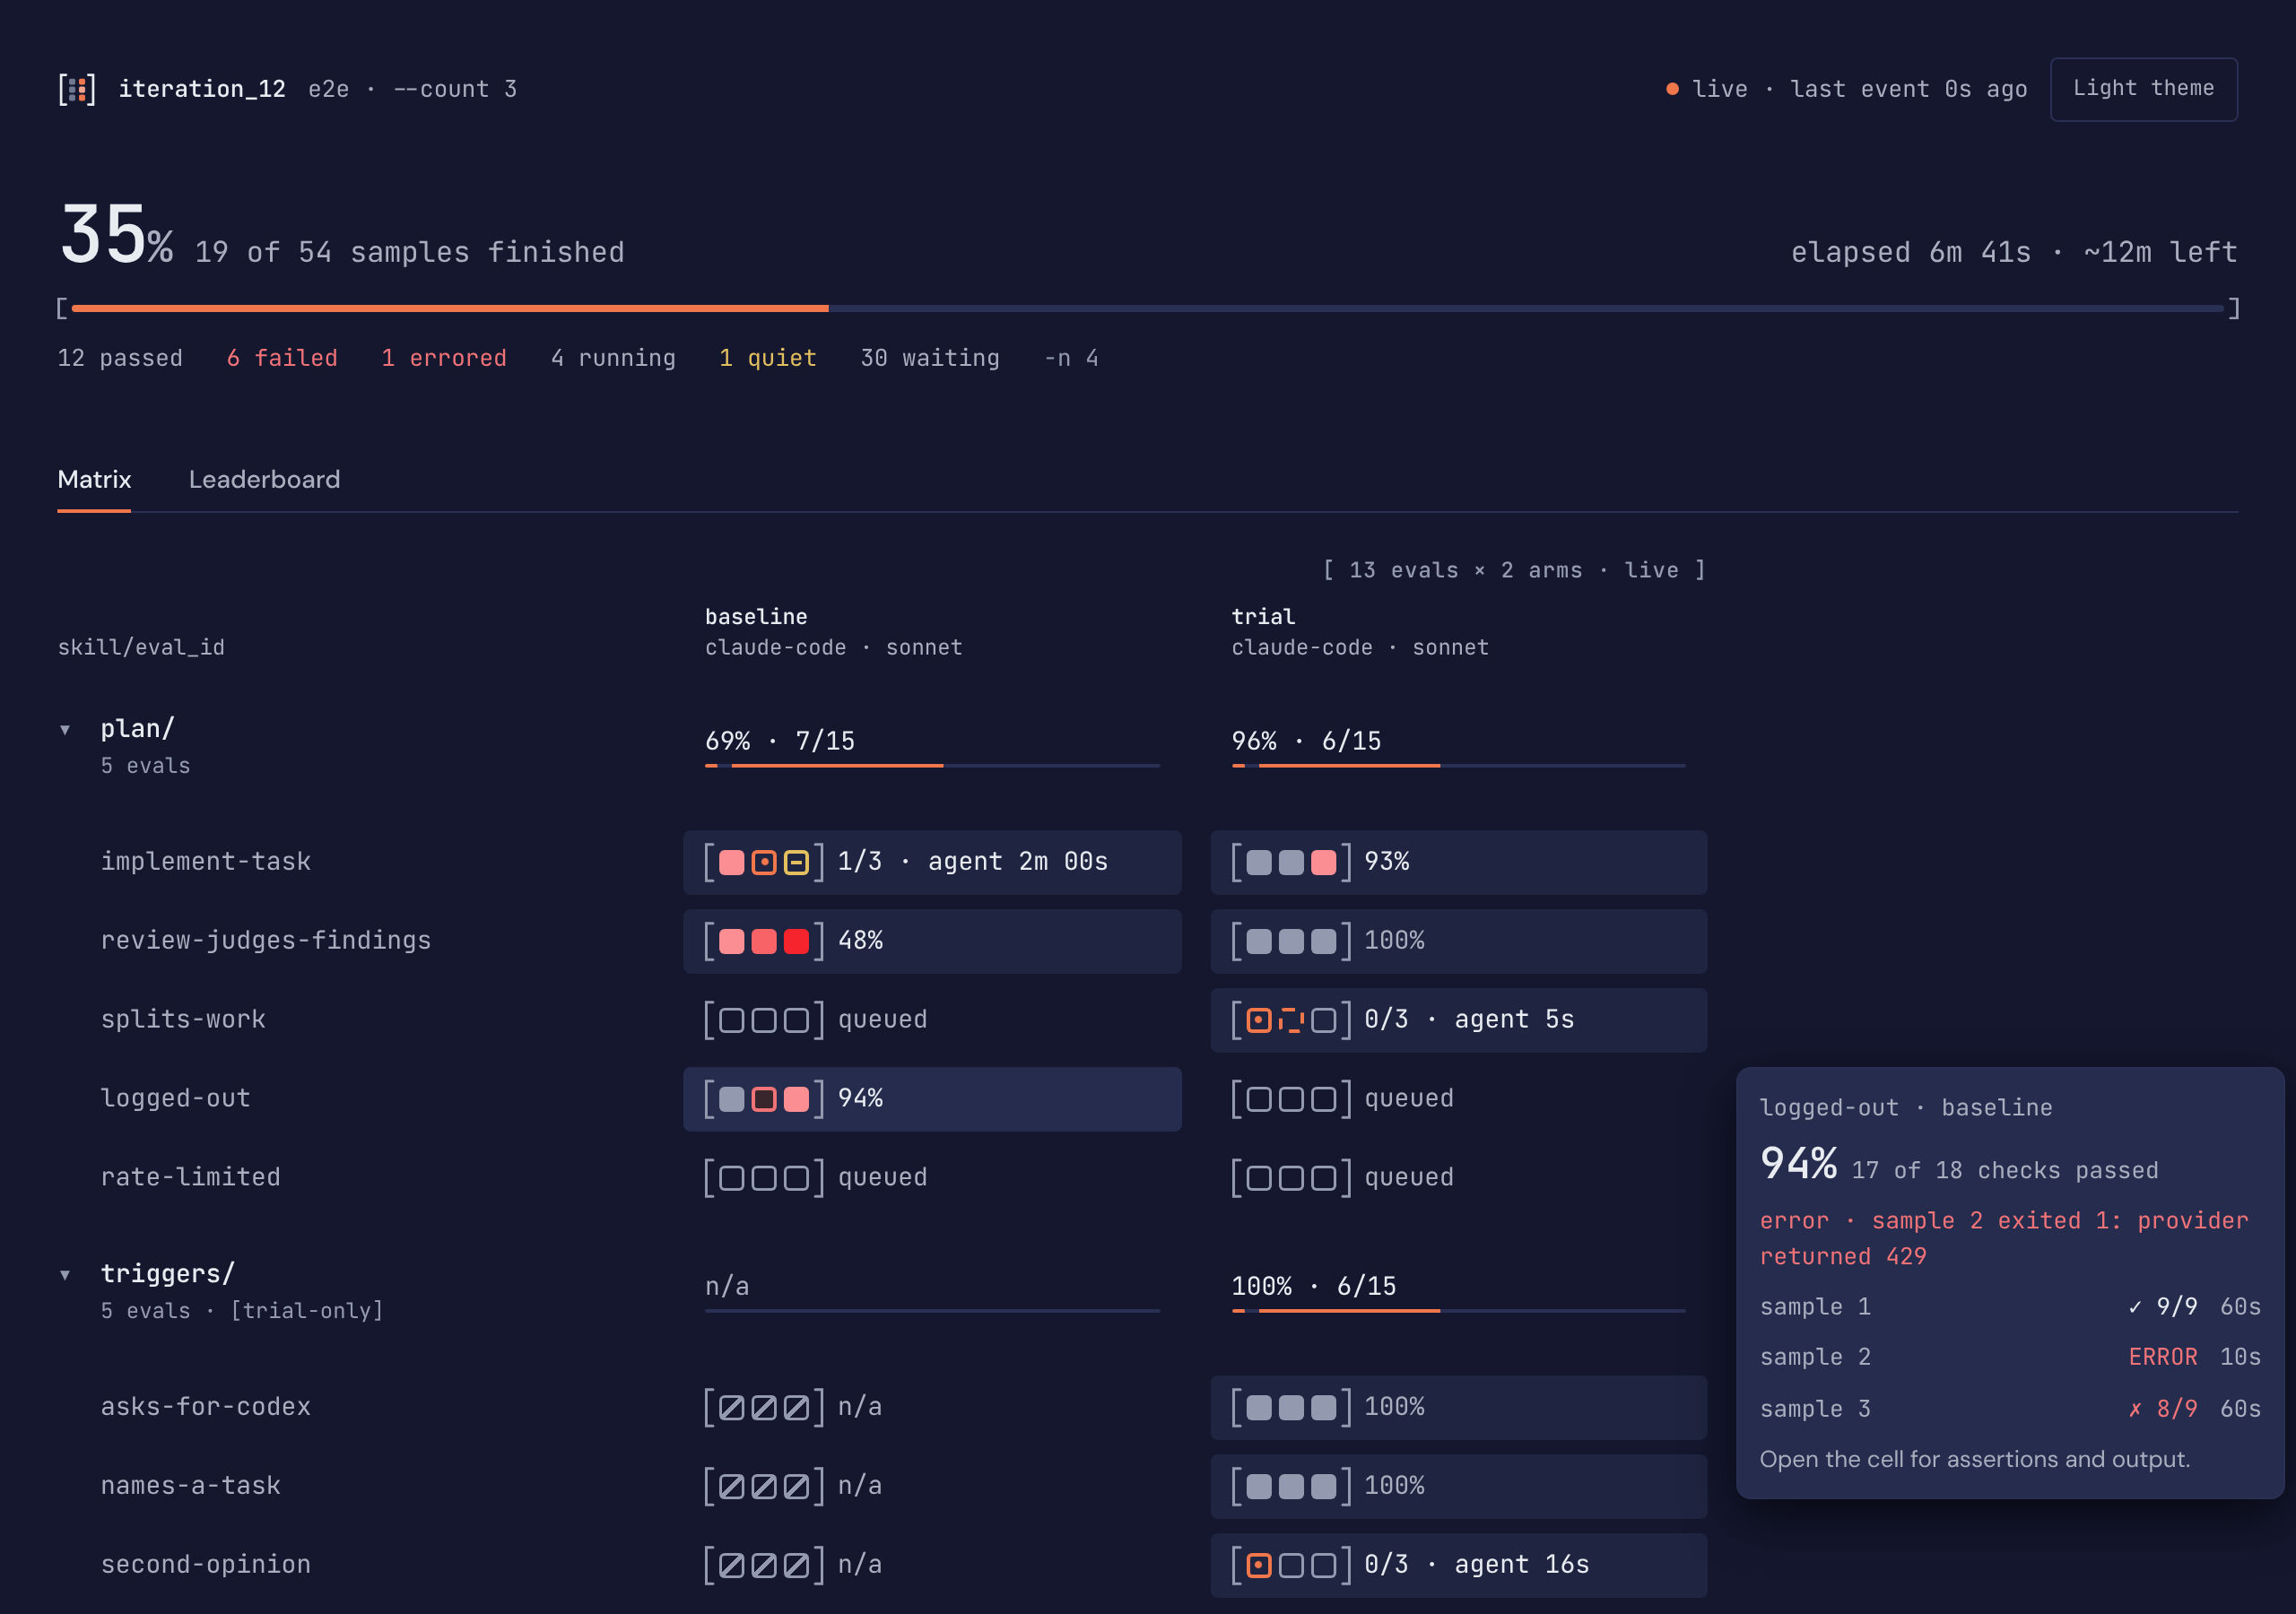 iteration_12 e2e · --count 3
live · last event 0s ago
Light theme
35% 19 of 54 samples finished
elapsed 6m 41s · ~12m left
12 passed 6 failed 1 errored 4 running 1 quiet 30 waiting -n 4
Matrix Leaderboard
[ 13 evals × 2 arms · live ]
baseline trial
skill/eval_id claude-code · sonnet claude-code · sonnet
▾ plan/
5 evals
69% · 7/15 96% · 6/15
implement-task 1/3 · agent 2m 00s 93%
review-judges-findings 48% 100%
splits-work queued 0/3 · agent 5s
logged-out 94% queued
rate-limited queued queued
▾ triggers/
5 evals · [trial-only]
n/a 100% · 6/15
asks-for-codex n/a 100%
names-a-task n/a 100%
second-opinion n/a 0/3 · agent 16s
logged-out · baseline
94% 17 of 18 checks passed
error · sample 2 exited 1: provider
returned 429
sample 1 ✓ 9/9 60s
sample 2 ERROR 10s
sample 3 ✗ 8/9 60s
Open the cell for assertions and output.